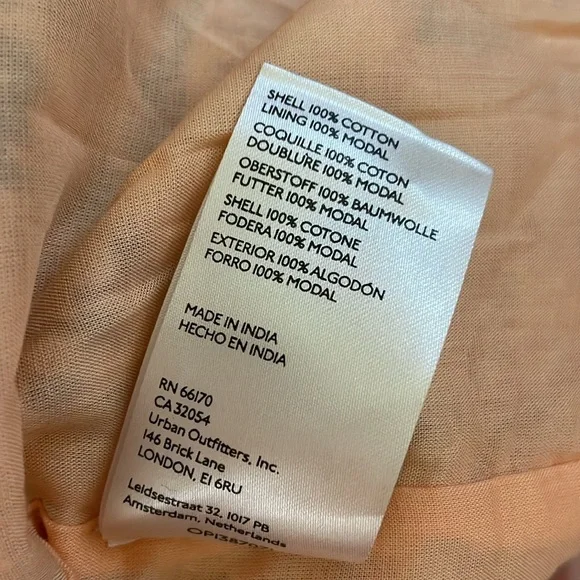 SHELL 100% COTTON
LINING 100% MODAL
COQUILLE 100% COTON
DOUBLURE 100% MODAL
OBERSTOFF 100% BAUMWOLLE
FUTTER 100% MODAL
SHELL 100% COTONE
FODERA 100% MODAL
EXTERIOR 100% ALGODÓN
FORRO 100% MODAL
MADE IN INDIA
HECHO EN INDIA
RN 66170
CA 32054
Urban Outfitters, Inc.
146 Brick Lane
LONDON, E1 6RU
Leidsestraat 32, 1017 PB
Amsterdam, Netherlands